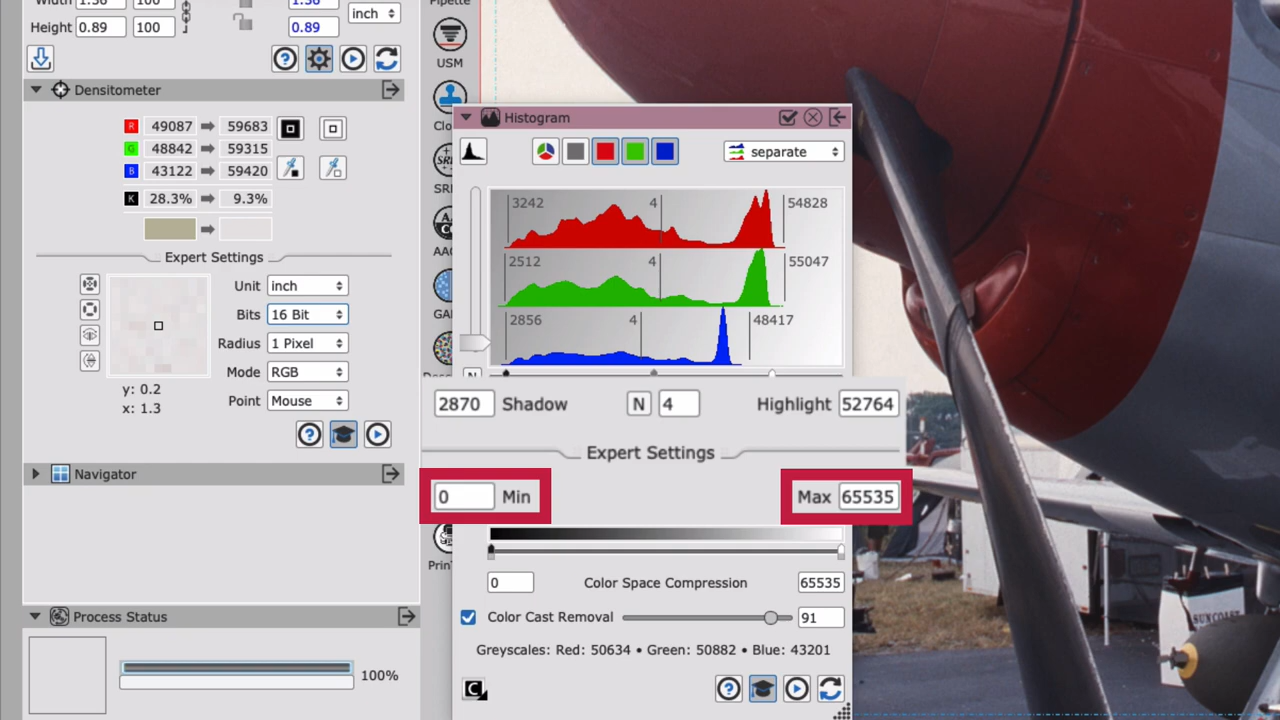 Width 1.36 100 1.36
Height 0.89 100 0.89 inch
Densitometer
R 49087 59683
G 48842 59315
B 43122 59420
K 28.3% 9.3%
Expert Settings
Unit inch
Bits 16 Bit
Radius 1 Pixel
Mode RGB
Point Mouse
y: 0.2
x: 1.3
Navigator
Process Status
100%
Pipette
USM
Histogram
separate
3242 4 54828
2512 4 55047
2856 4 48417
2870 Shadow N 4 Highlight 52764
Expert Settings
0 Min Max 65535
0 Color Space Compression 65535
Color Cast Removal 91
Greyscales: Red: 50634 • Green: 50882 • Blue: 43201
C
SUNCOAST